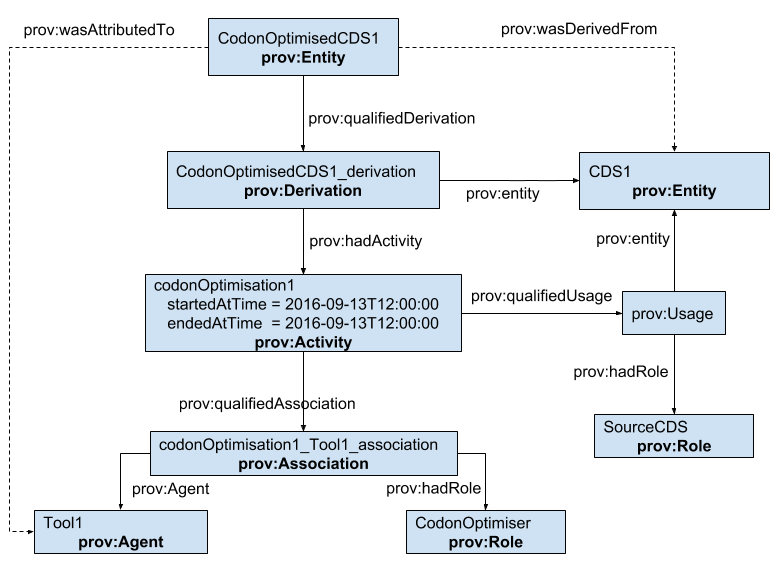 prov:wasAttributedTo
CodonOptimisedCDS1
prov:Entity
prov:wasDerivedFrom
prov:qualifiedDerivation
CodonOptimisedCDS1_derivation
prov:Derivation
prov:entity
CDS1
prov:Entity
prov:hadActivity
prov:entity
codonOptimisation1
startedAtTime = 2016-09-13T12:00:00
endedAtTime = 2016-09-13T12:00:00
prov:Activity
prov:qualifiedUsage
prov:Usage
prov:hadRole
prov:qualifiedAssociation
SourceCDS
prov:Role
codonOptimisation1_Tool1_association
prov:Association
prov:Agent
prov:hadRole
Tool1
prov:Agent
CodonOptimiser
prov:Role